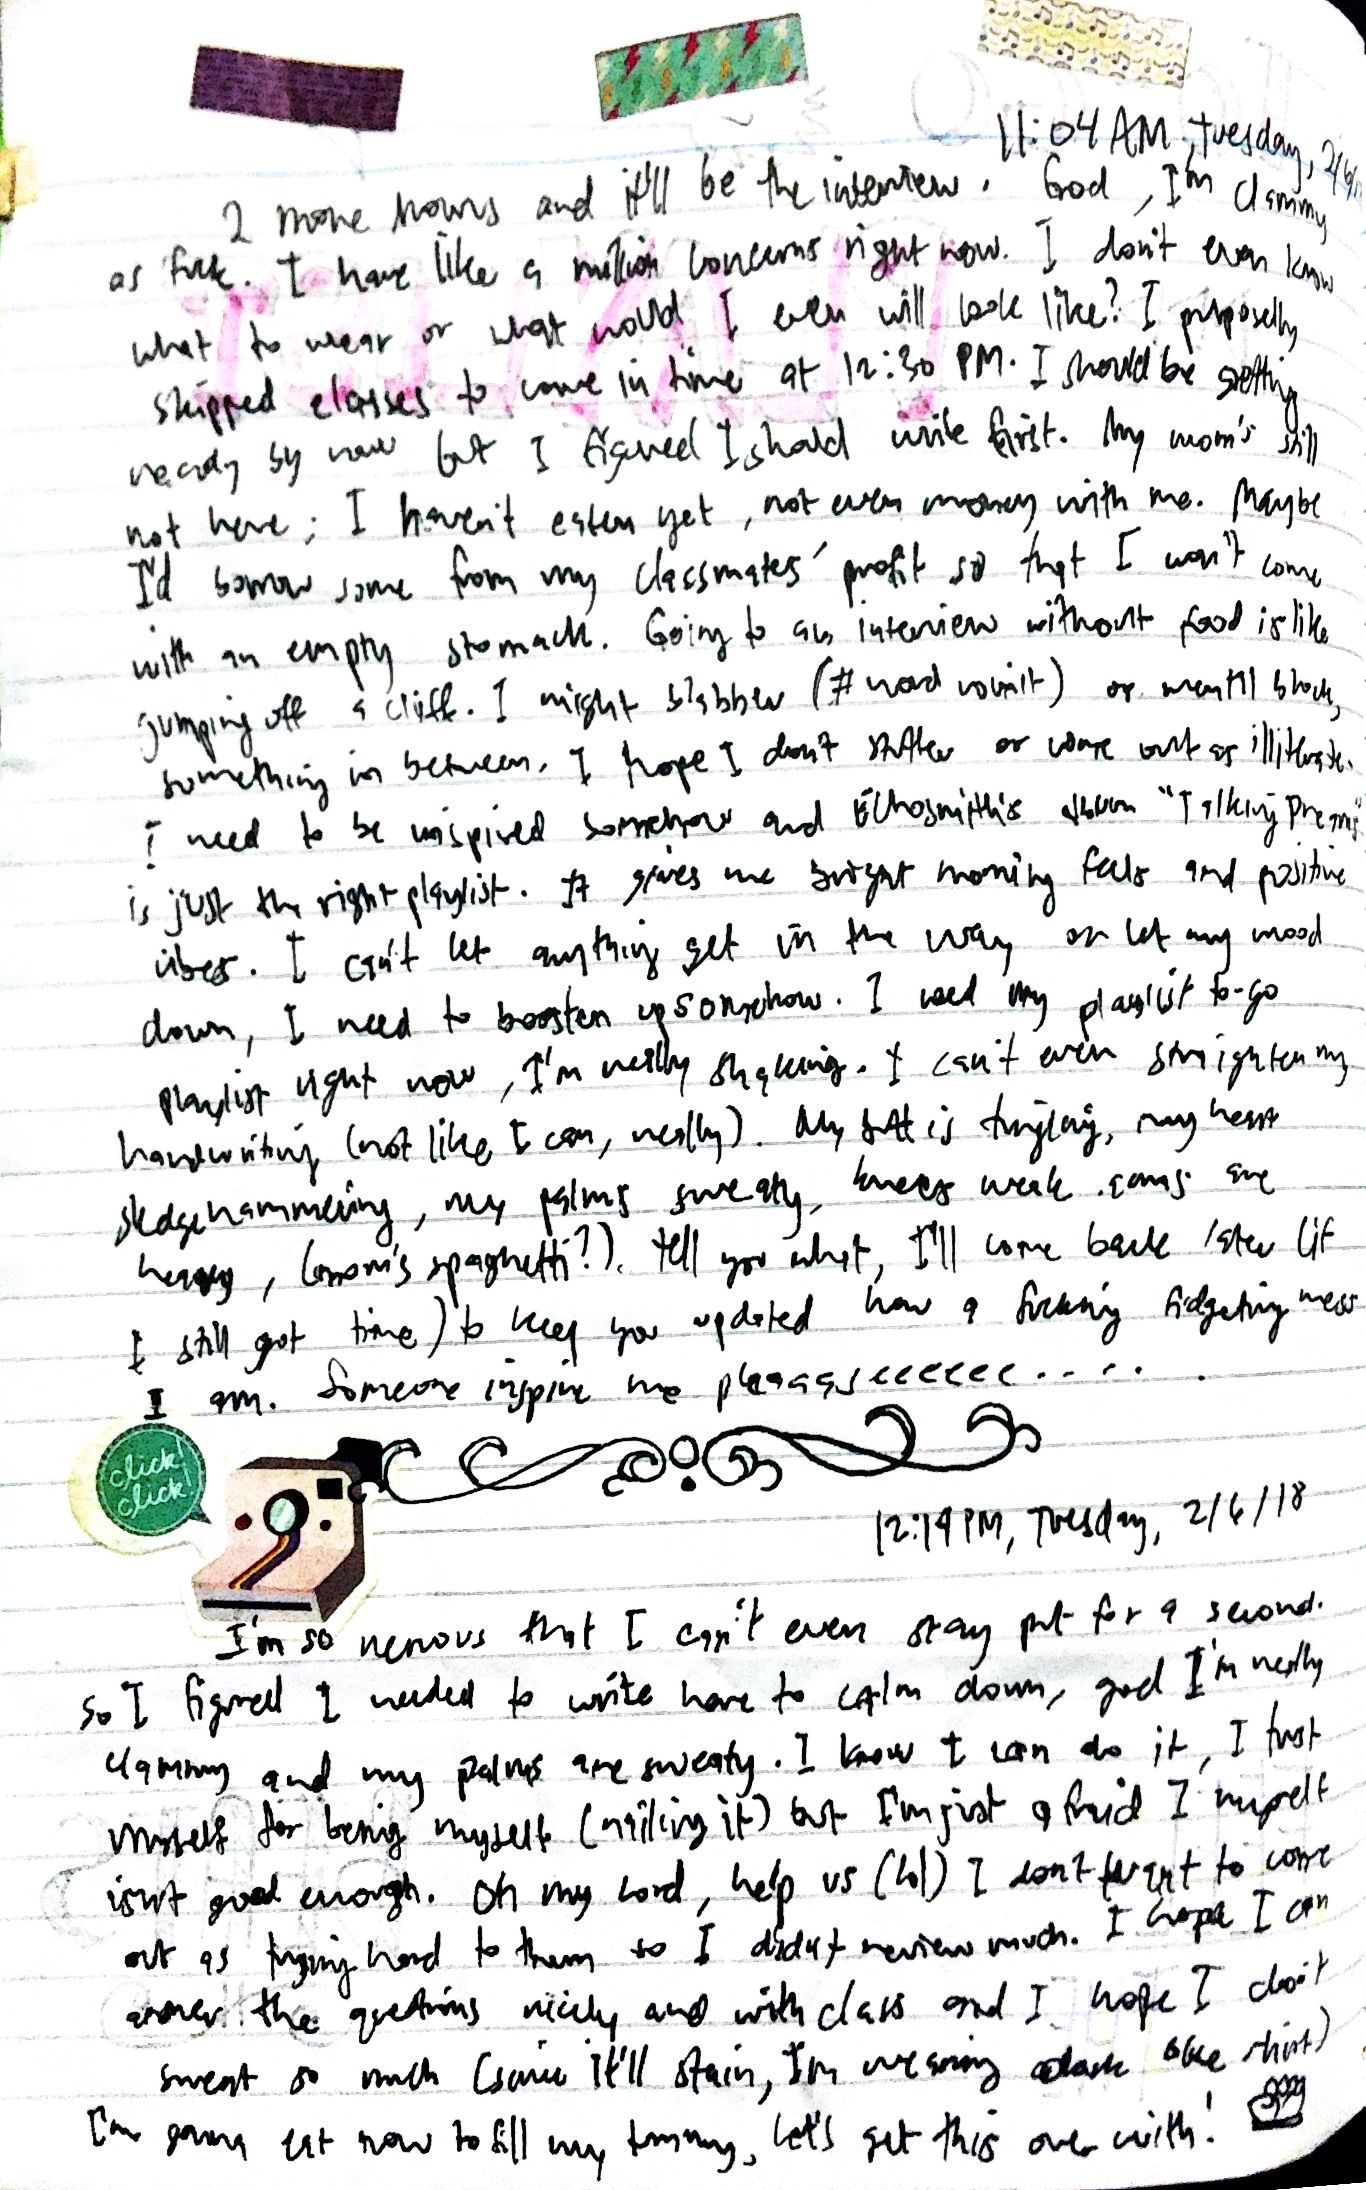 11:04 AM, Tuesday, 2/6/1
2 more hours and it'll be the interview. God, I'm clammy
as fuck. I have like a million concerns right now. I don't even know
what to wear or what would I even will look like? I purposelly
skipped classes to come in time at 12:30 PM. I should be getting
ready by now but I figured I should write first. My mom's still
not here; I haven't eaten yet, not even money with me. Maybe
I'd borrow some from my classmates' profit so that I won't come
with an empty stomach. Going to an interview without food is like
jumping off a cliff. I might blabber (#word vomit) or mentll block,
something in between. I hope I don't stutter or come out as illiterate.
I need to be inspired somehow and Echosmith's album "Talking Dreams"
is just the right playlist. It gives me bright morning feels and positive
vibes. I can't let anything get in the way or let my mood
down, I need to boosten up somehow. I need my playlist to-go
playlist right now, I'm really shaking. I can't even straighten my
handwriting (not like I can, really). My butt is tingling, my heart
sledgehammering, my palms sweaty, knees weak, arms are
heavy, (mom's spaghetti?). Tell you what, I'll come back later (if
I still got time) to keep you updated how a fucking fidgeting mess
I am. Someone inspire me pleaaaseeeeeee.....
click!
click!
12:19 PM, Tuesday, 2/6/18
I'm so nervous that I can't even stay put for a second.
So I figured I needed to write here to calm down, god I'm really
clammy and my palms are sweaty. I know I can do it, I trust
myself for being myself (nailing it) but I'm just afraid I myself
isn't good enough. Oh my Lord, help us (lol) I don't want to come
out as trying hard to them so I didn't review much. I hope I can
answer the questions nicely and with class and I hope I don't
sweat so much (since it'll stain, I'm wearing shirt)
I'm gonna eat now to fill my tummy, let's get this over with!